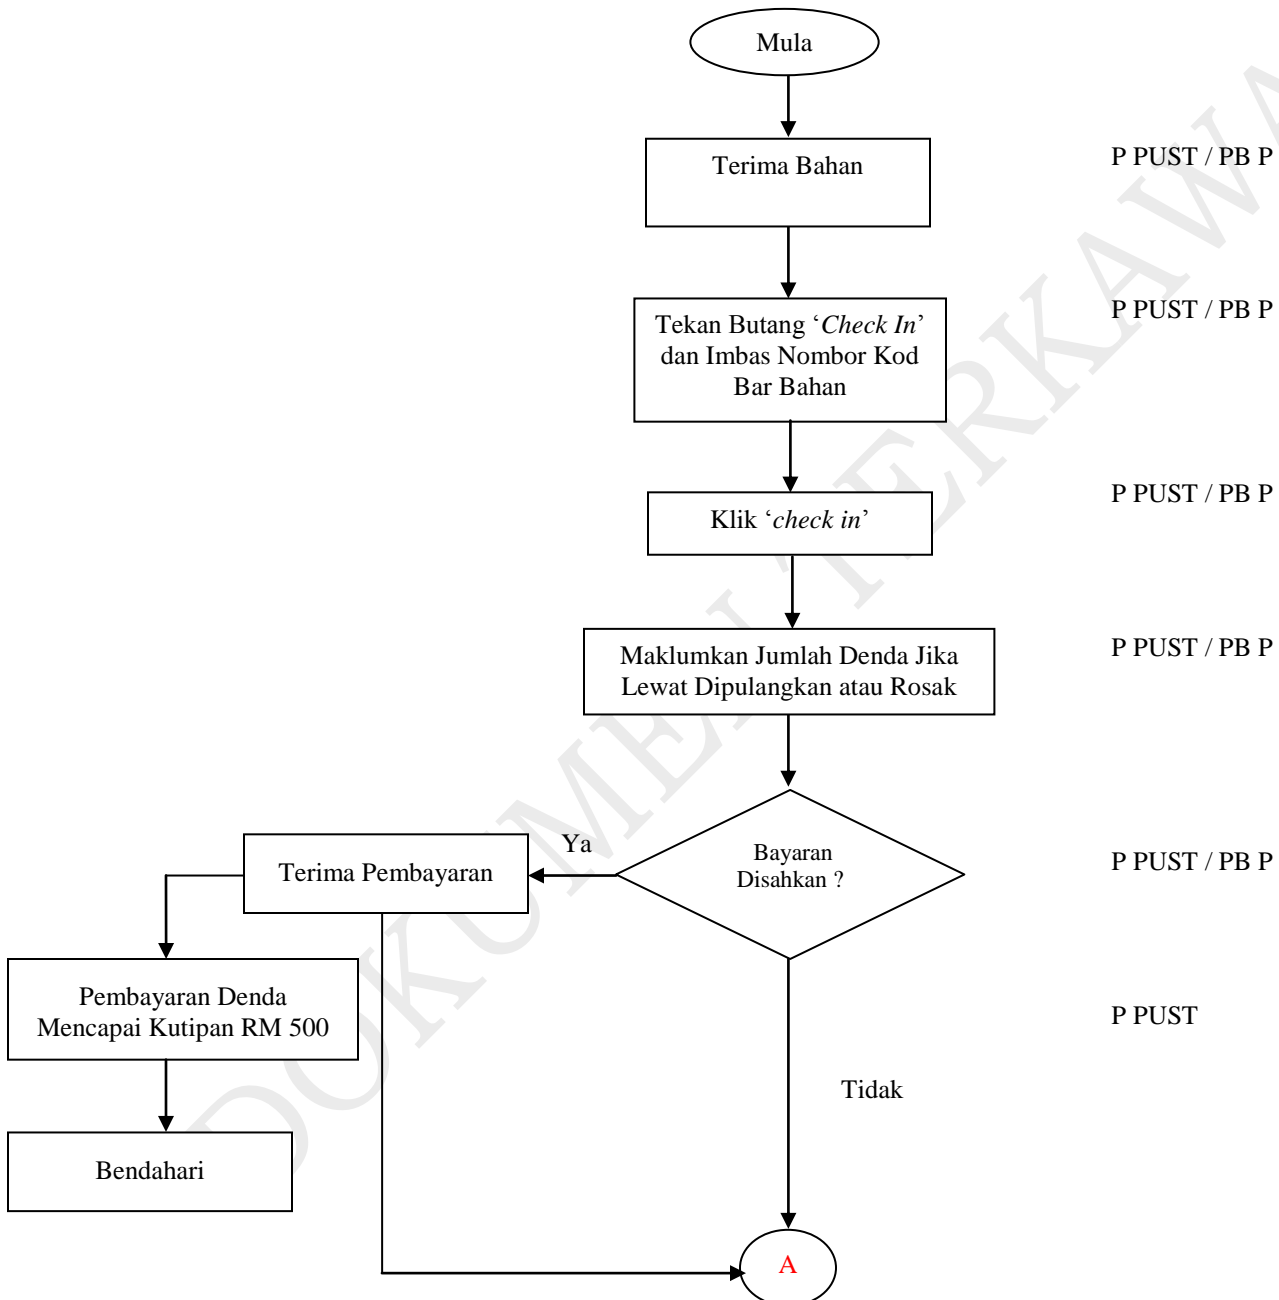 Mula
Terima Bahan
P PUST / PB P
Tekan Butang ‘Check In’
dan Imbas Nombor Kod
Bar Bahan
P PUST / PB P
Klik ‘check in’
P PUST / PB P
Maklumkan Jumlah Denda Jika
Lewat Dipulangkan atau Rosak
P PUST / PB P
Bayaran
Disahkan ?
P PUST / PB P
Ya
Terima Pembayaran
Pembayaran Denda
Mencapai Kutipan RM 500
P PUST
Tidak
Bendahari
A
DOKUMEN TERKAWA